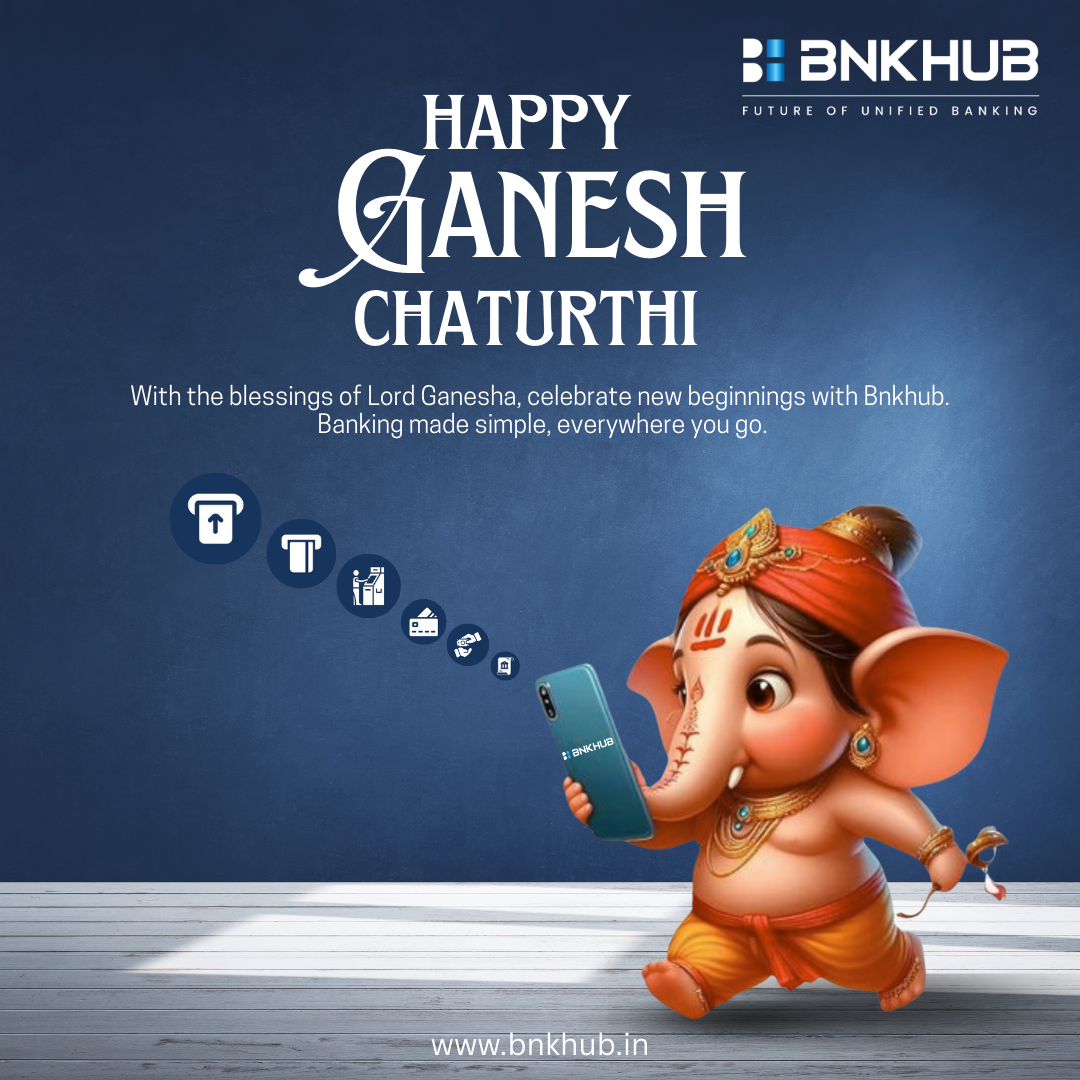 BNKHUB
FUTURE OF UNIFIED BANKING
HAPPY
GANESH
CHATURTHI
With the blessings of Lord Ganesha, celebrate new beginnings with Bnkhub.
Banking made simple, everywhere you go.
BNKHUB
www.bnkhub.in